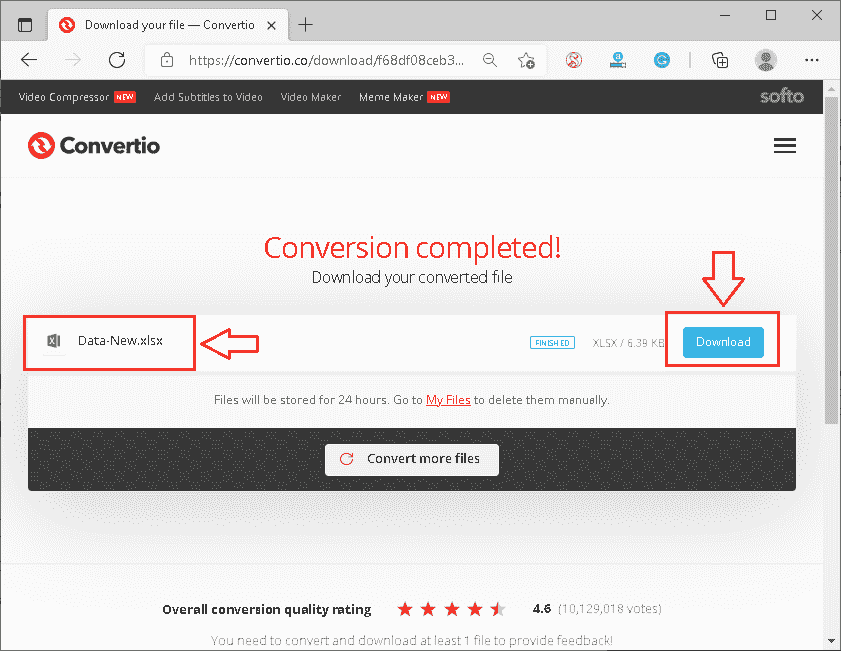 Download your file — Convertio
https://convertio.co/download/f68df08ceb3...
Video Compressor NEW Add Subtitles to Video Video Maker Meme Maker NEW softo
Convertio
Conversion completed!
Download your converted file
Data-New.xlsx FINISHED XLSX / 6.39 KB Download
Files will be stored for 24 hours. Go to My Files to delete them manually.
Convert more files
Overall conversion quality rating 4.6 (10,129,018 votes)
You need to convert and download at least 1 file to provide feedback!